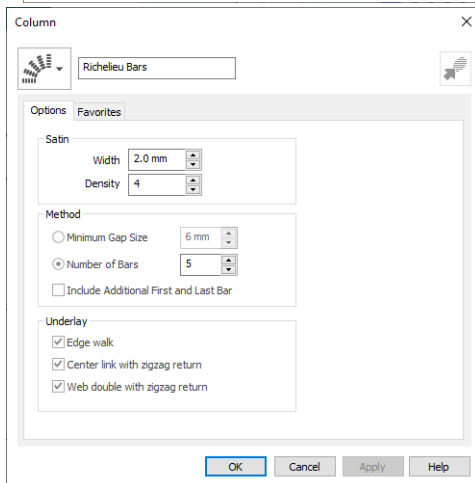 Column
Richelieu Bars
Options Favorites
Satin
Width 2.0 mm
Density 4
Method
Minimum Gap Size 6 mm
Number of Bars 5
Include Additional First and Last Bar
Underlay
Edge walk
Center link with zigzag return
Web double with zigzag return
OK Cancel Apply Help